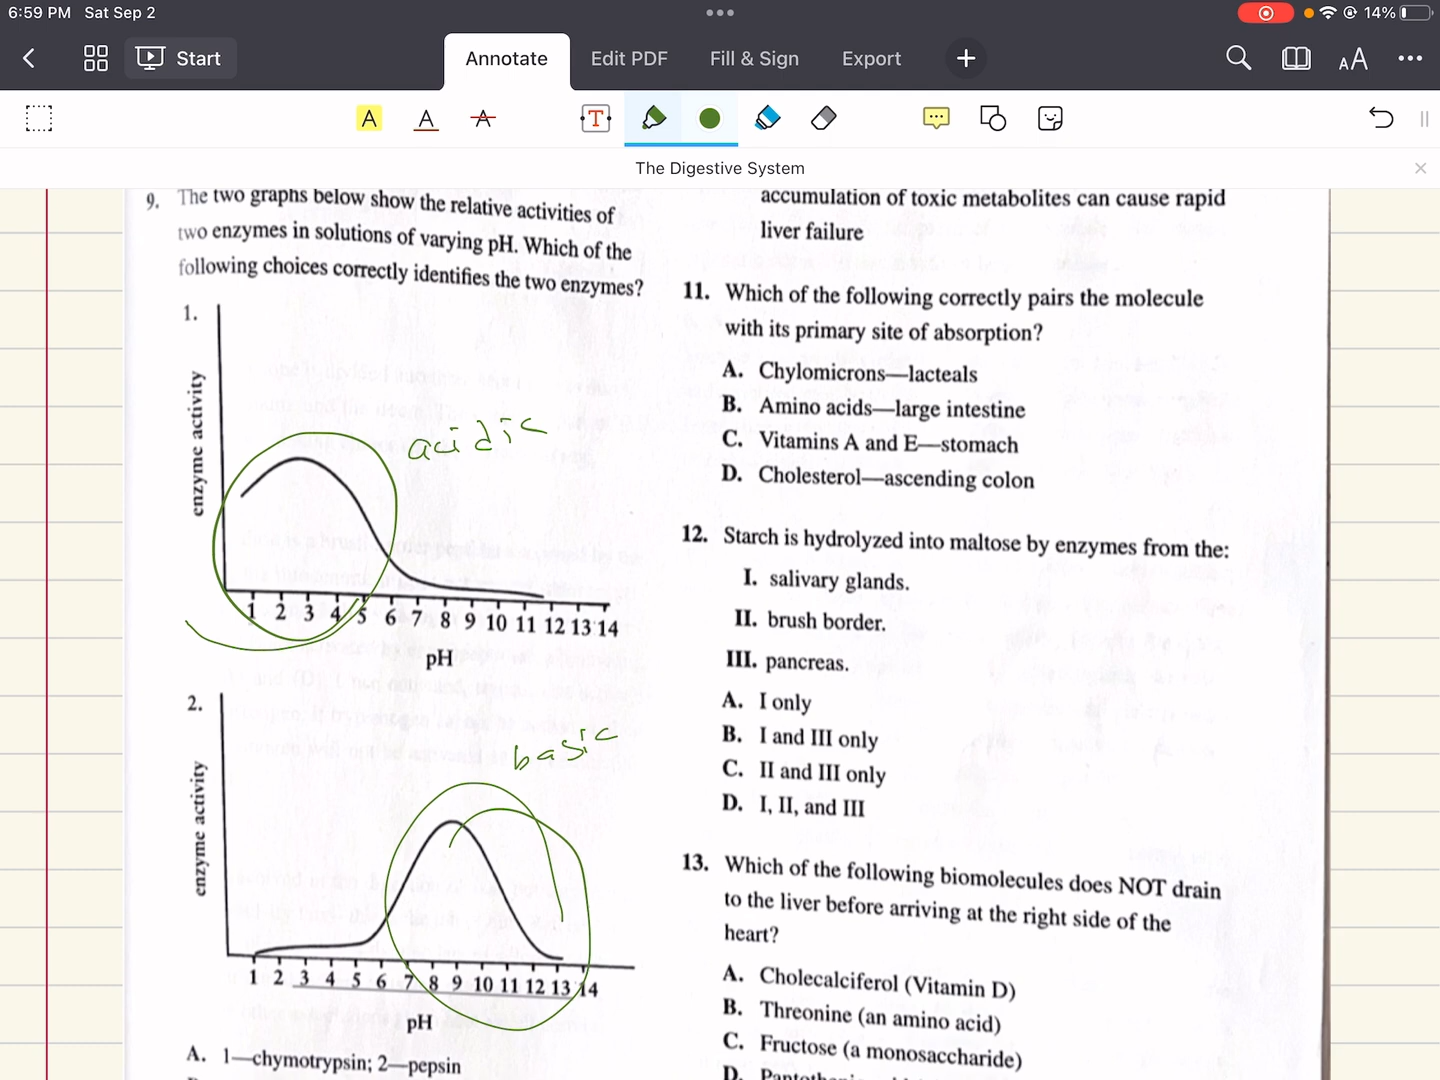 6:59 PM Sat Sep 2
14%
Start
Annotate
Edit PDF
Fill & Sign
Export
The Digestive System
9. The two graphs below show the relative activities of
two enzymes in solutions of varying pH. Which of the
following choices correctly identifies the two enzymes?
1.
enzyme activity
acidic
1 2 3 4 5 6 7 8 9 10 11 12 13 14
pH
2.
enzyme activity
basic
1 2 3 4 5 6 7 8 9 10 11 12 13 14
pH
A. 1—chymotrypsin; 2—pepsin
accumulation of toxic metabolites can cause rapid
liver failure
11. Which of the following correctly pairs the molecule
with its primary site of absorption?
A. Chylomicrons—lacteals
B. Amino acids—large intestine
C. Vitamins A and E—stomach
D. Cholesterol—ascending colon
12. Starch is hydrolyzed into maltose by enzymes from the:
I. salivary glands.
II. brush border.
III. pancreas.
A. I only
B. I and III only
C. II and III only
D. I, II, and III
13. Which of the following biomolecules does NOT drain
to the liver before arriving at the right side of the
heart?
A. Cholecalciferol (Vitamin D)
B. Threonine (an amino acid)
C. Fructose (a monosaccharide)
D.